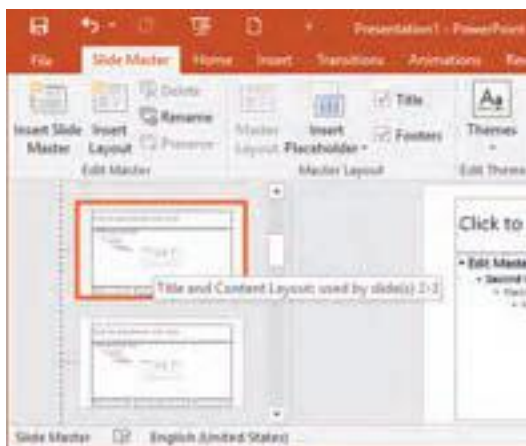 Presentation1 - PowerPoint
File Slide Master Home Insert Transitions Animations
Insert Slide Master
Insert Layout
Delete
Rename
Preserve
Edit Master
Master Layout
Insert Placeholder
Title
Footers
Master Layout
Themes
Edit Theme
Title and Content Layout: used by slide(s) 2-3
Click to
Edit Master
Second
Slide Master English (United States)